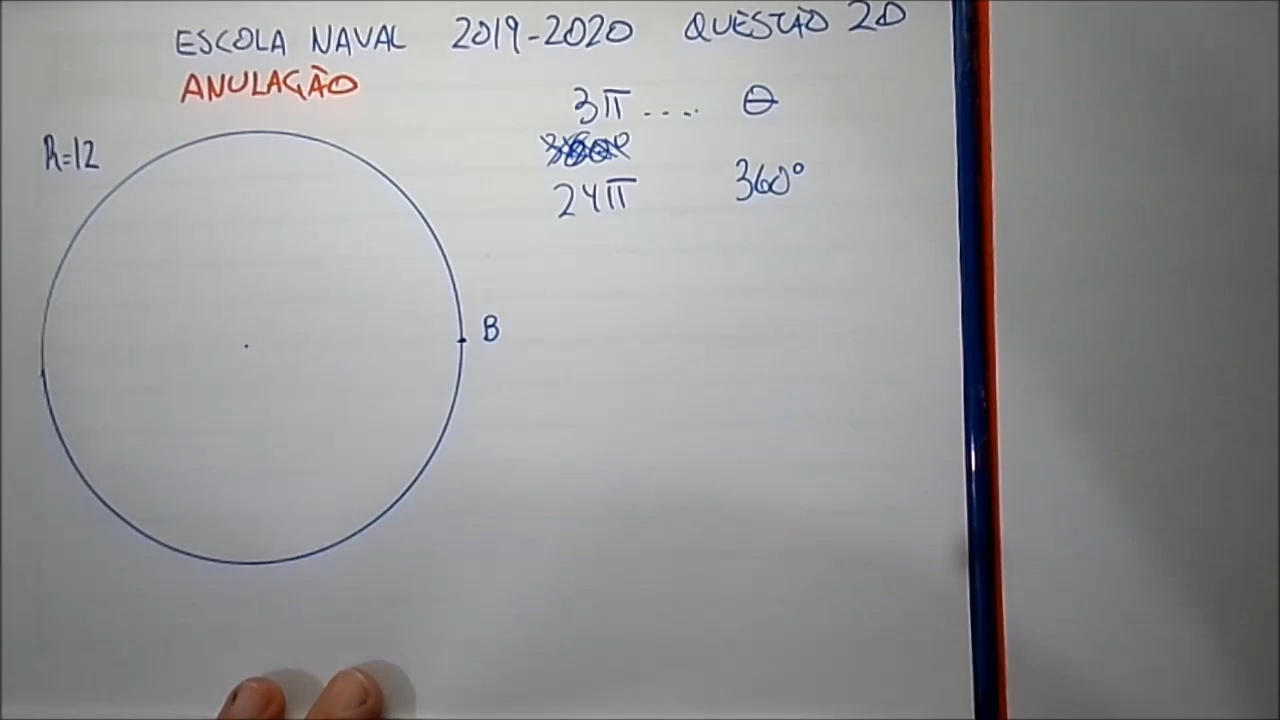 ESCOLA NAVAL 2019-2020 QUESTÃO 20
ANULAÇÃO
3π .... θ
24π 360°
R=12
B